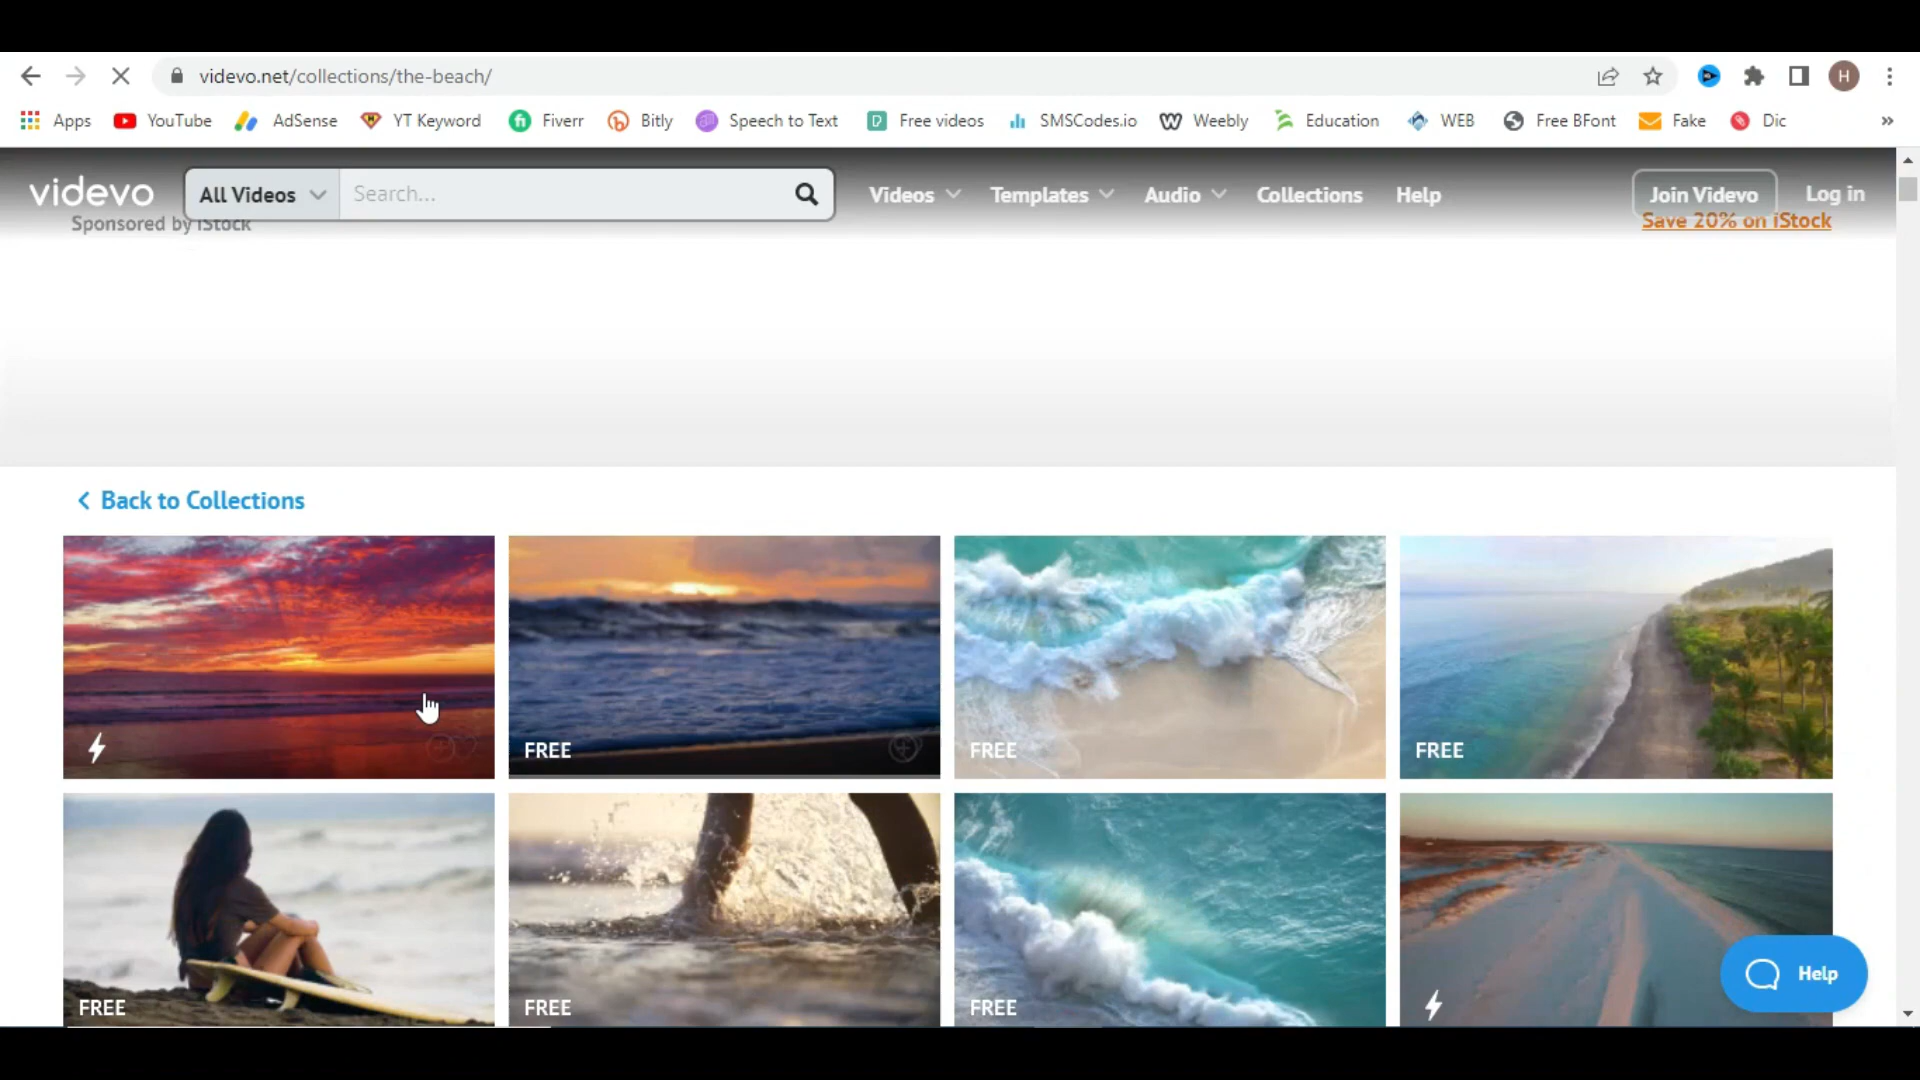 videvo.net/collections/the-beach/
H
Apps YouTube AdSense YT Keyword Fiverr Bitly Speech to Text Free videos SMSCodes.io Weebly Education WEB Free BFont Fake Dic »
videvo All Videos Search... Videos Templates Audio Collections Help Join Videvo Log in
Sponsored by iStock Save 20% on iStock
Back to Collections
FREE FREE FREE
FREE FREE FREE
Help